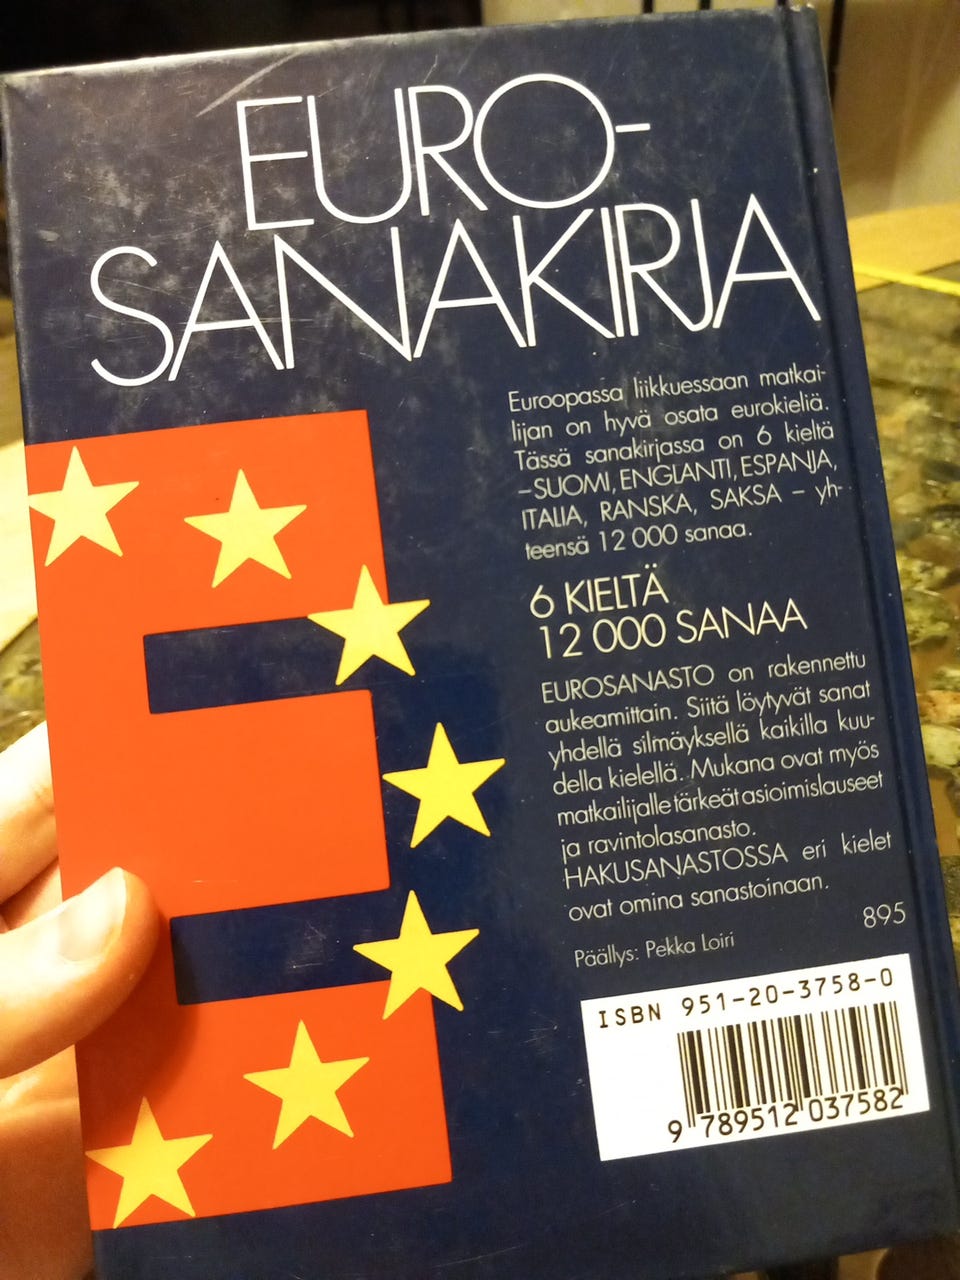 EURO-
SANAKIRJA
Euroopassa liikkuessaan matkai-
lijan on hyvä osata eurokieliä.
Tässä sanakirjassa on 6 kieltä
–SUOMI, ENGLANTI, ESPANJA,
ITALIA, RANSKA, SAKSA – yh-
teensä 12 000 sanaa.
6 KIELTÄ
12 000 SANAA
EUROSANASTO on rakennettu
aukeamittain. Siitä löytyvät sanat
yhdellä silmäyksellä kaikilla kuu-
della kielellä. Mukana ovat myös
matkailijalle tärkeät asioimislauseet
ja ravintolasanasto.
HAKUSANASTOSSA eri kielet
ovat omina sanastoinaan.
895
Päällys: Pekka Loiri
ISBN 951-20-3758-0
9 789512 037582